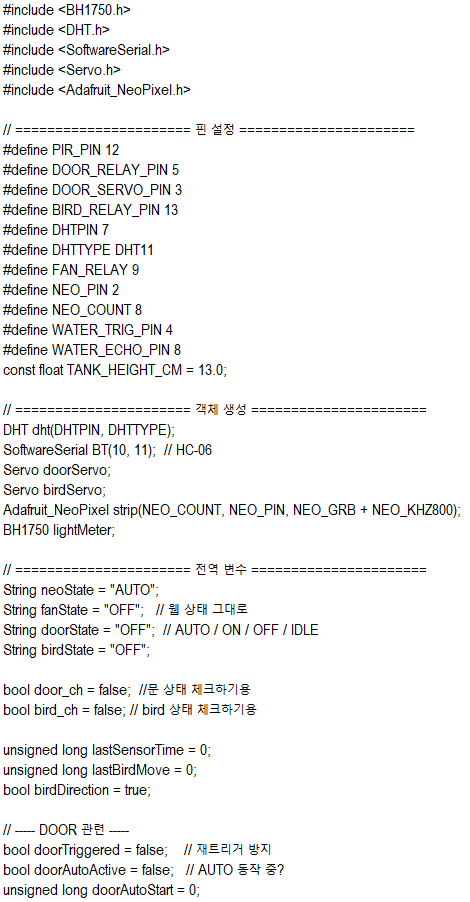 #include <BH1750.h>
#include <DHT.h>
#include <SoftwareSerial.h>
#include <Servo.h>
#include <Adafruit_NeoPixel.h>

// ====================== 핀 설정 ======================
#define PIR_PIN 12
#define DOOR_RELAY_PIN 5
#define DOOR_SERVO_PIN 3
#define BIRD_RELAY_PIN 13
#define DHTPIN 7
#define DHTTYPE DHT11
#define FAN_RELAY 9
#define NEO_PIN 2
#define NEO_COUNT 8
#define WATER_TRIG_PIN 4
#define WATER_ECHO_PIN 8
const float TANK_HEIGHT_CM = 13.0;

// ====================== 객체 생성 ======================
DHT dht(DHTPIN, DHTTYPE);
SoftwareSerial BT(10, 11);  // HC-06
Servo doorServo;
Servo birdServo;
Adafruit_NeoPixel strip(NEO_COUNT, NEO_PIN, NEO_GRB + NEO_KHZ800);
BH1750 lightMeter;

// ====================== 전역 변수 ======================
String neoState = "AUTO";
String fanState = "OFF";   // 웹 상태 그대로
String doorState = "OFF";  // AUTO / ON / OFF / IDLE
String birdState = "OFF";

bool door_ch = false;  //문 상태 체크하기용
bool bird_ch = false; // bird 상태 체크하기용

unsigned long lastSensorTime = 0;
unsigned long lastBirdMove = 0;
bool birdDirection = true;

// ----- DOOR 관련 -----
bool doorTriggered = false;    // 재트리거 방지
bool doorAutoActive = false;   // AUTO 동작 중?
unsigned long doorAutoStart = 0;